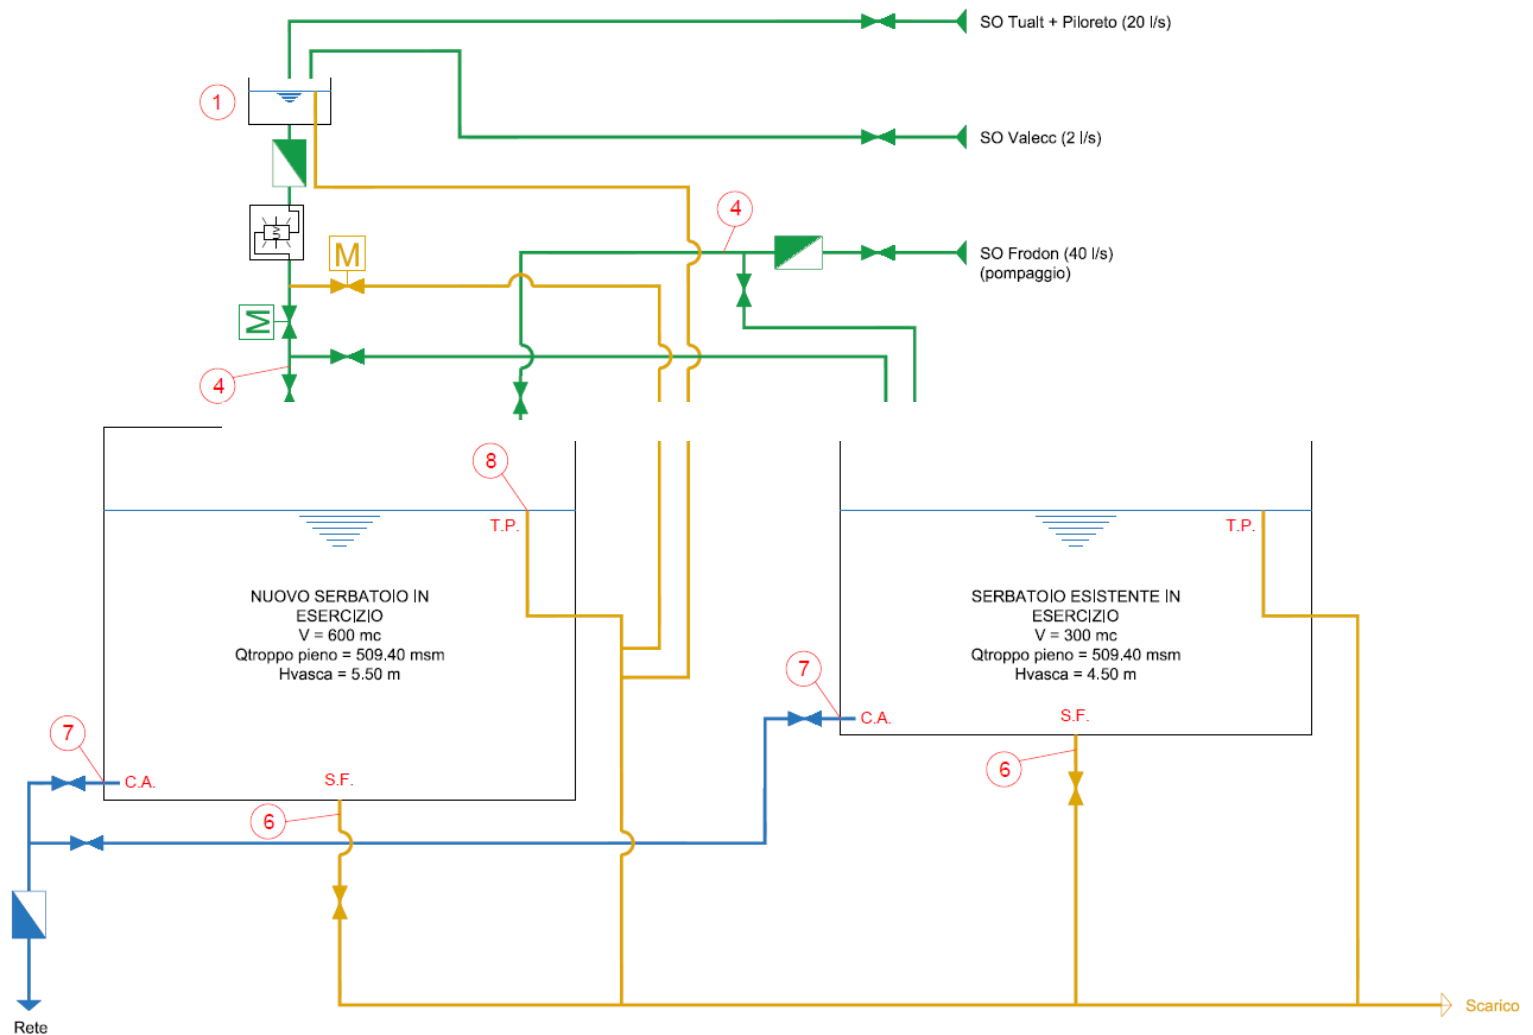 SO Tualt + Piloreto (20 l/s)
1
SO Valecc (2 l/s)
4
SO Frodon (40 l/s)
(pompaggio)
UV
M
M
4
8
T.P.
T.P.
NUOVO SERBATOIO IN
ESERCIZIO
V = 600 mc
Qtroppo pieno = 509.40 msm
Hvasca = 5.50 m
SERBATOIO ESISTENTE IN
ESERCIZIO
V = 300 mc
Qtroppo pieno = 509.40 msm
Hvasca = 4.50 m
7
C.A.
S.F.
7
C.A.
S.F.
6
6
Scarico
Rete